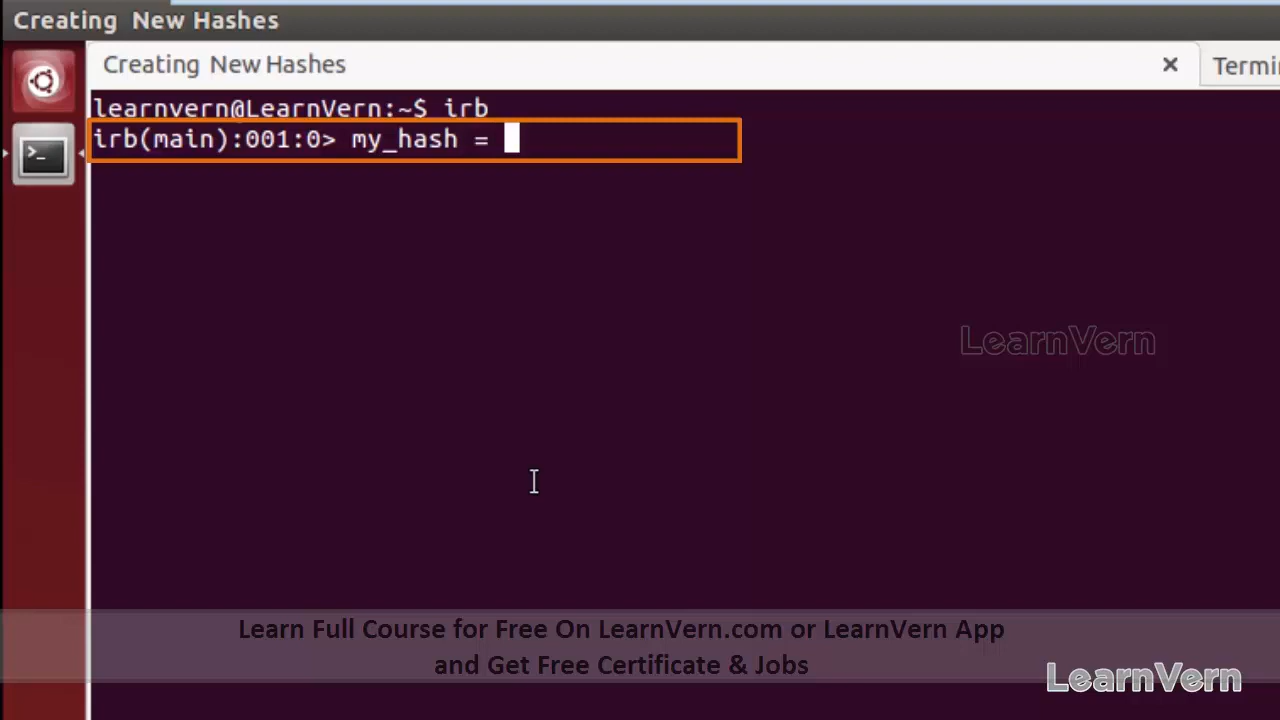 Creating New Hashes
Creating New Hashes
Termi
learnvern@LearnVern:~$ irb
irb(main):001:0> my_hash =
LearnVern
Learn Full Course for Free On LearnVern.com or LearnVern App
and Get Free Certificate & Jobs
LearnVern